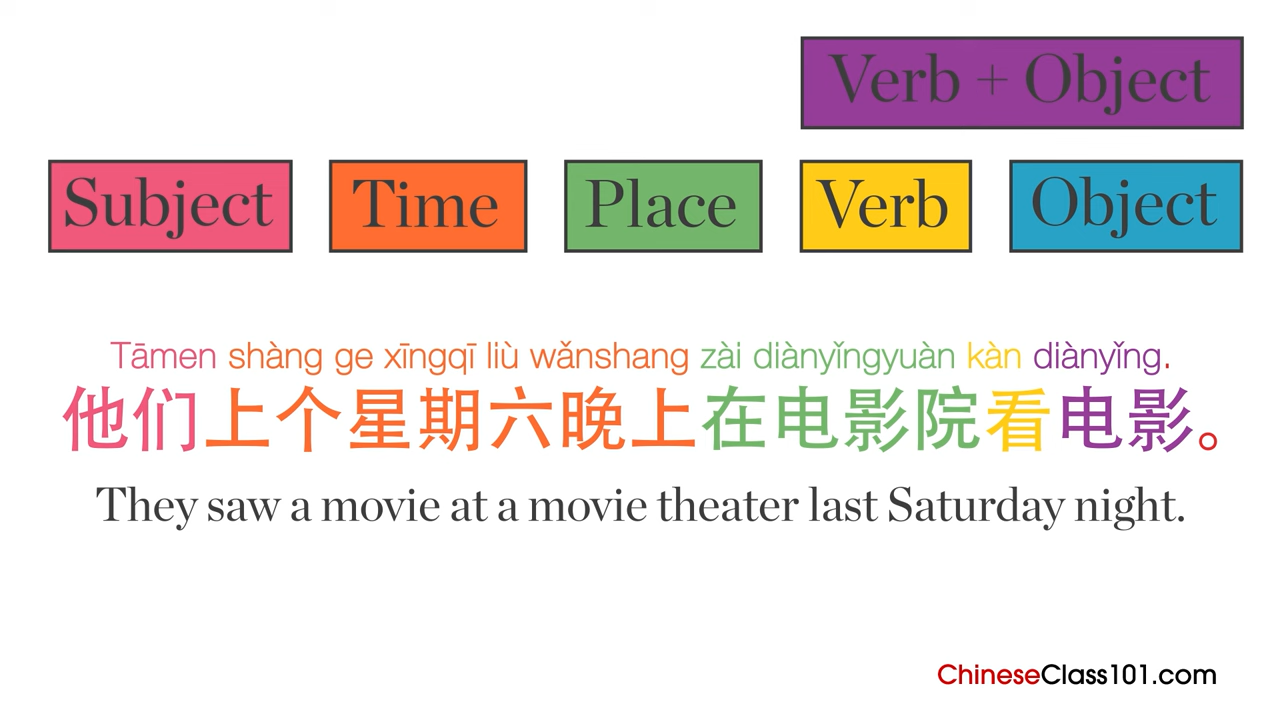 Verb + Object
Subject Time Place Verb Object
Tāmen shàng ge xīngqī liù wǎnshang zài diànyǐngyuàn kàn diànyǐng.
他们上个星期六晚上在电影院看电影。
They saw a movie at a movie theater last Saturday night.
ChineseClass101.com